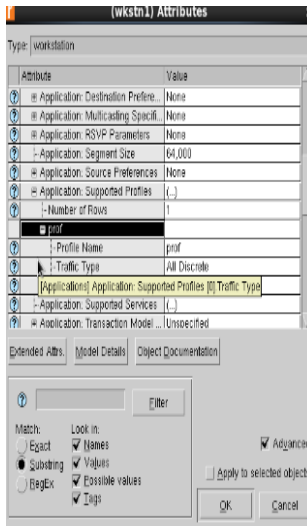 (wkstn1) Attributes
Type: workstation
Attribute Value
Application: Destination Prefere... None
Application: Multicasting Specifi... None
Application: RSVP Parameters None
Application: Segment Size 64,000
Application: Source Preferences None
Application: Supported Profiles (...)
Number of Rows 1
prof
Profile Name prof
Traffic Type All Discrete
[Applications] Application: Supported Profiles [0].Traffic Type
Application: Supported Services (...)
Application: Transaction Model ... Unspecified
Extended Attrs. Model Details Object Documentation
Filter
Match: Look in:
Exact Names
Substring Values
RegEx Possible values
Tags
Advanced
Apply to selected objects
OK Cancel